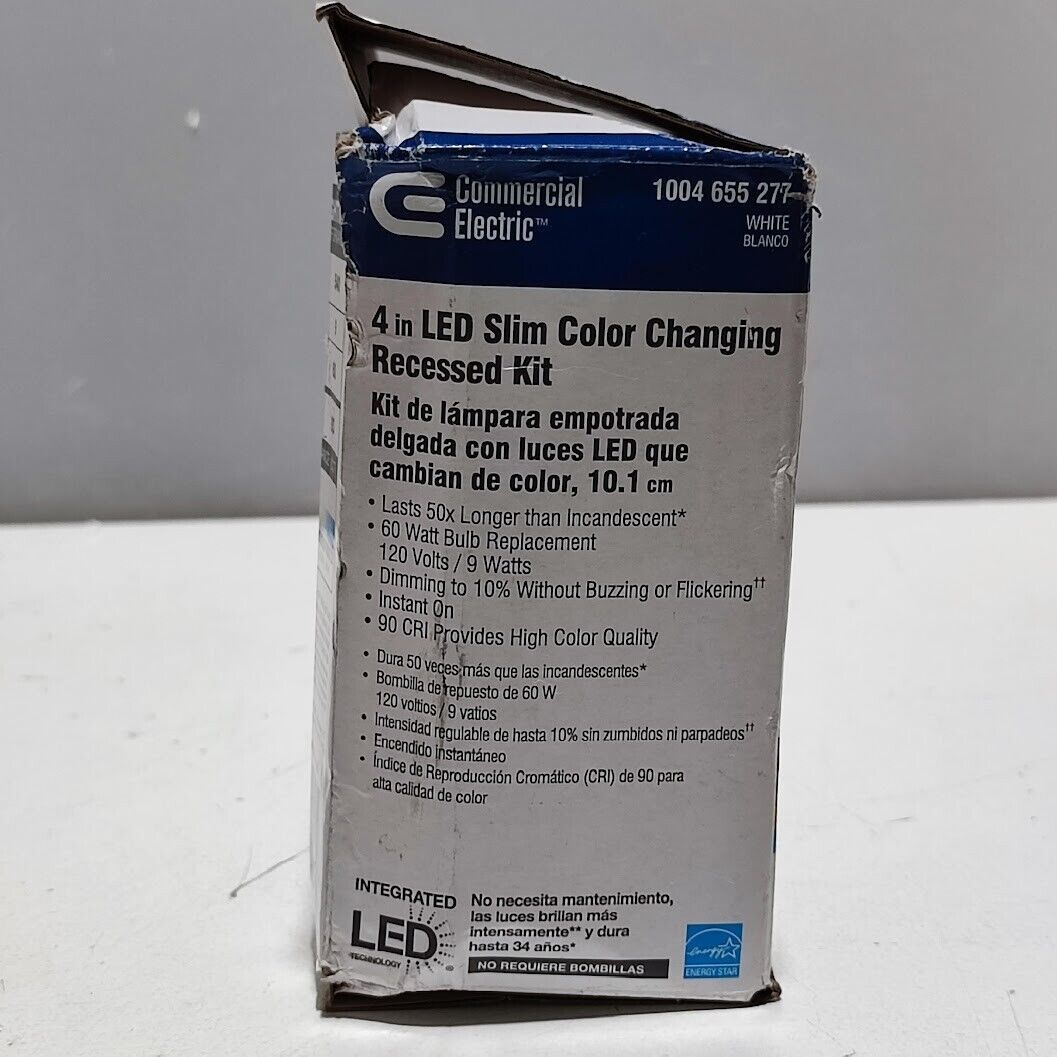 Commercial
Electric™
1004 655 277
WHITE
BLANCO
4 in LED Slim Color Changing
Recessed Kit
Kit de lámpara empotrada
delgada con luces LED que
cambian de color, 10.1 cm
• Lasts 50x Longer than Incandescent*
• 60 Watt Bulb Replacement
120 Volts / 9 Watts
• Dimming to 10% Without Buzzing or Flickering††
• Instant On
• 90 CRI Provides High Color Quality
• Dura 50 veces más que las incandescentes*
• Bombilla de repuesto de 60 W
120 voltios / 9 vatios
• Intensidad regulable de hasta 10% sin zumbidos ni parpadeos††
• Encendido instantáneo
• Índice de Reproducción Cromático (CRI) de 90 para
alta calidad de color
INTEGRATED
LED
TECHNOLOGY ®
No necesita mantenimiento,
las luces brillan más
intensamente** y dura
hasta 34 años*
NO REQUIERE BOMBILLAS
energy
ENERGY STAR